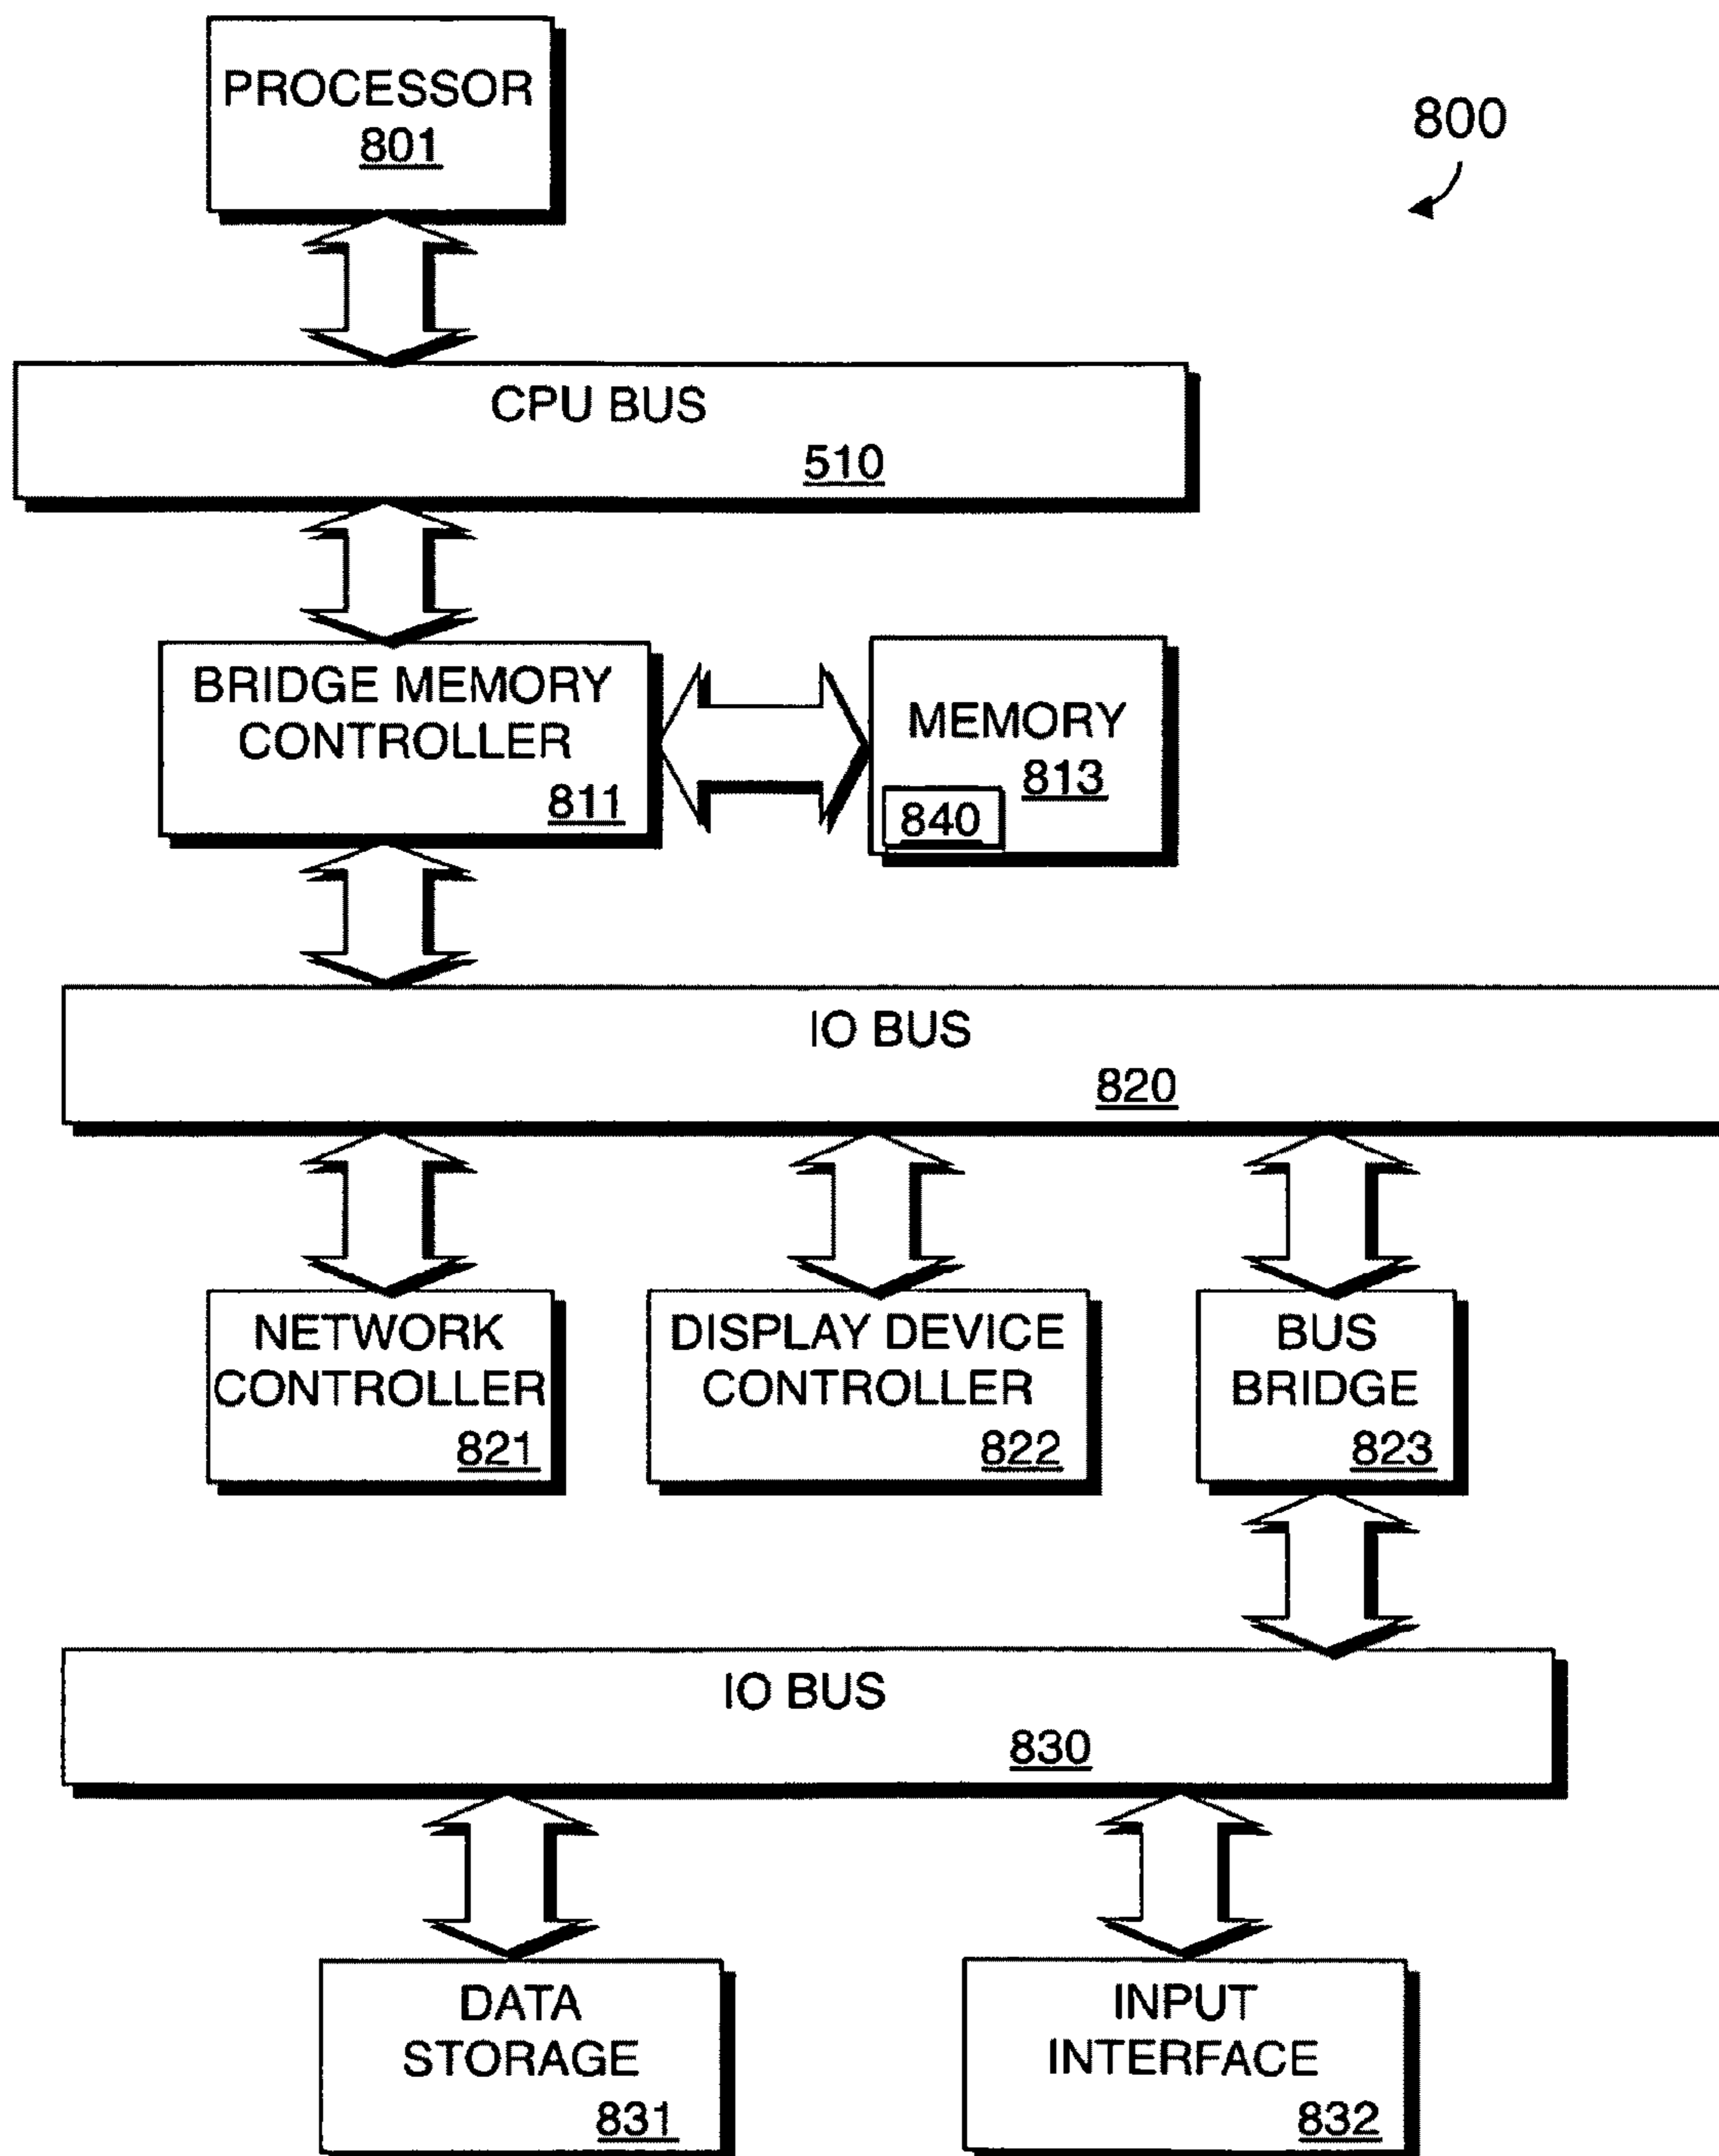 PROCESSOR
801
800
CPU BUS
510
BRIDGE MEMORY
CONTROLLER
811
MEMORY
813
840
IO BUS
820
NETWORK
CONTROLLER
821
DISPLAY DEVICE
CONTROLLER
822
BUS
BRIDGE
823
IO BUS
830
DATA
STORAGE
831
INPUT
INTERFACE
832